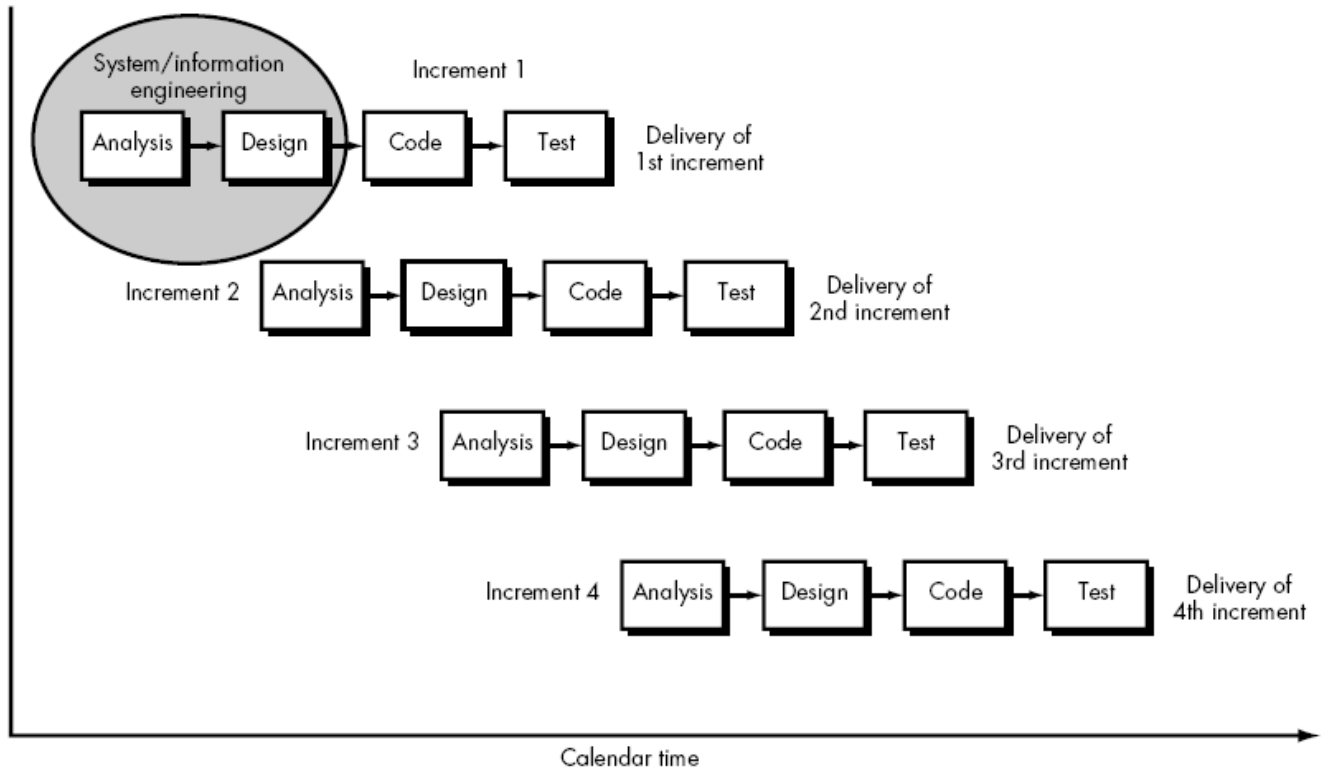 System/information
engineering
Increment 1
Analysis
Design
Code
Test
Delivery of
1st increment
Increment 2
Analysis
Design
Code
Test
Delivery of
2nd increment
Increment 3
Analysis
Design
Code
Test
Delivery of
3rd increment
Increment 4
Analysis
Design
Code
Test
Delivery of
4th increment
Calendar time